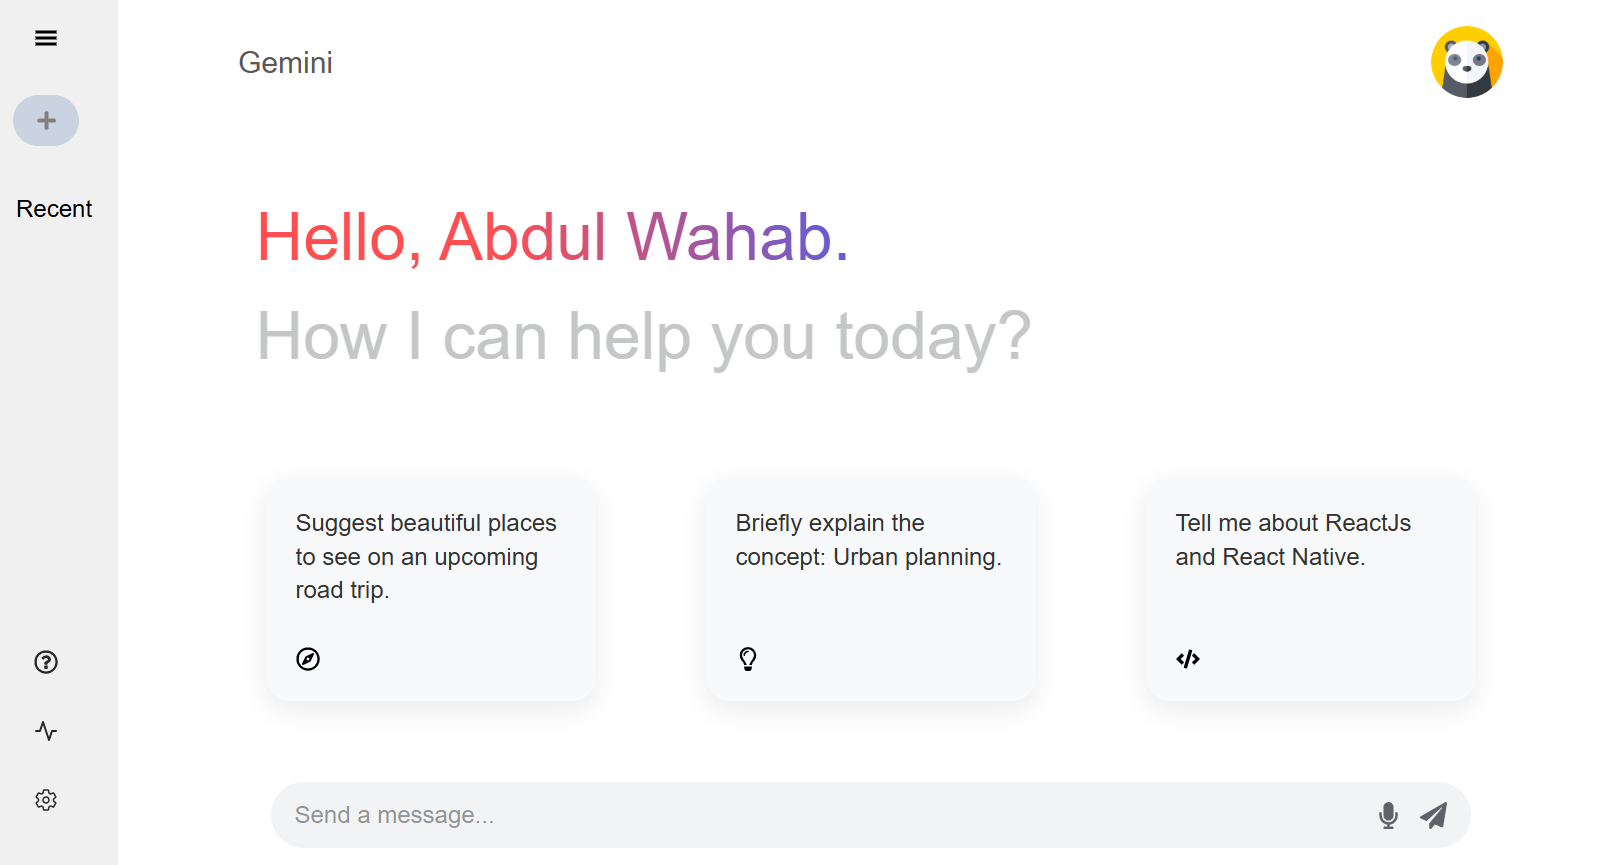 Gemini
Recent
Hello, Abdul Wahab.
How I can help you today?
Suggest beautiful places
to see on an upcoming
road trip.
Briefly explain the
concept: Urban planning.
Tell me about ReactJs
and React Native.
Send a message...